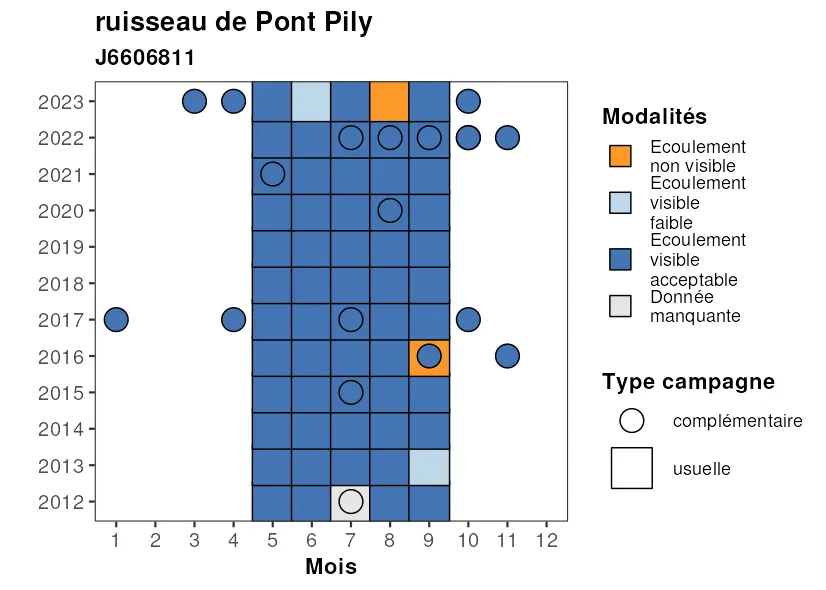 ruisseau de Pont Pily
J6606811
2023
2022
2021
2020
2019
2018
2017
2016
2015
2014
2013
2012
1 2 3 4 5 6 7 8 9 10 11 12
Mois
Modalités
Ecoulement
non visible
Ecoulement
visible
faible
Ecoulement
visible
acceptable
Donnée
manquante
Type campagne
complémentaire
usuelle